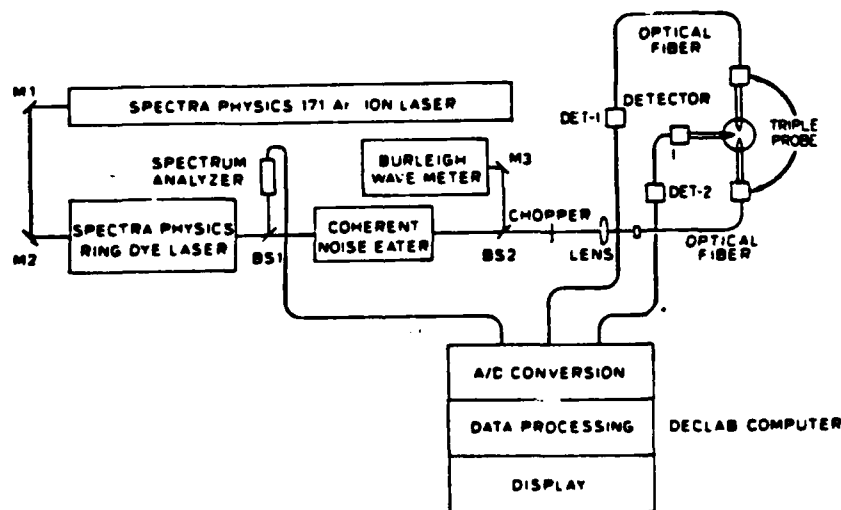 OPTICAL
FIBER
M1
SPECTRA PHYSICS 171 Ar ION LASER
DET-1
DETECTOR
TRIPLE
PROBE
SPECTRUM
ANALYZER
BURLEIGH
WAVE METER
M3
1
DET-2
CHOPPER
SPECTRA PHYSICS
RING DYE LASER
COHERENT
NOISE EATER
M2
BS1
BS2
LENS
OPTICAL
FIBER
A/D CONVERSION
DATA PROCESSING
DECLAB COMPUTER
DISPLAY